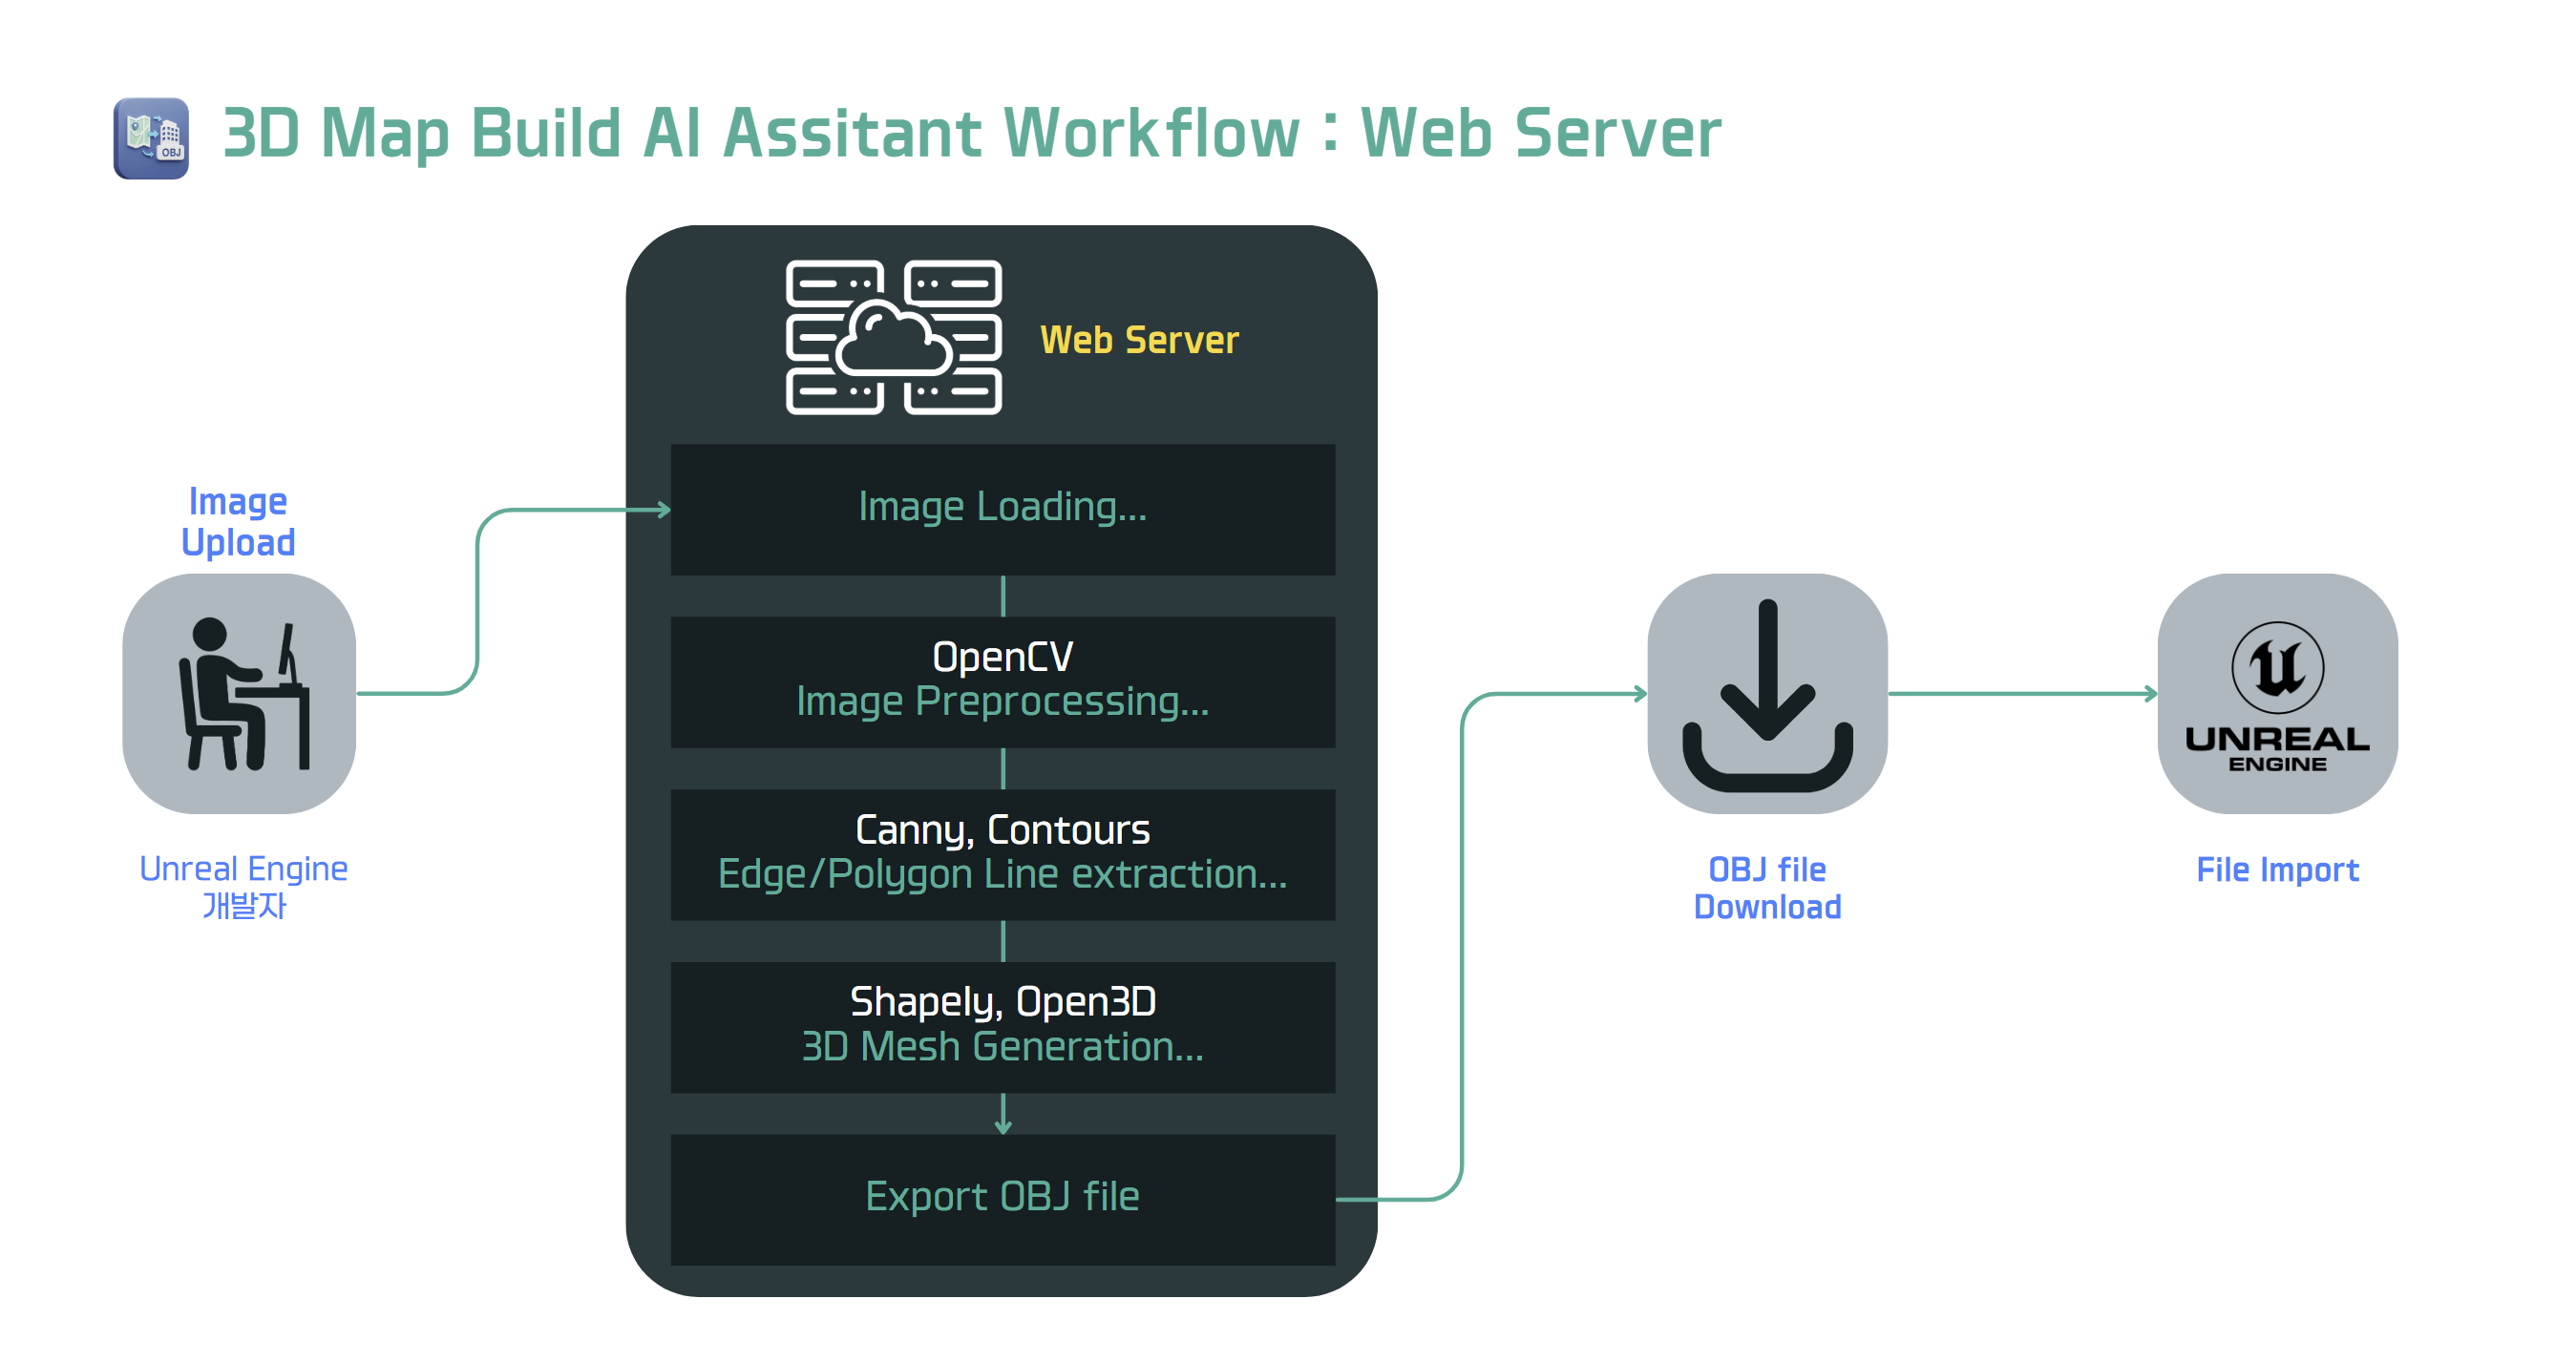 OBJ
3D Map Build AI Assitant Workflow : Web Server
Web Server
Image
Upload
Unreal Engine
개발자
Image Loading...
OpenCV
Image Preprocessing...
Canny, Contours
Edge/Polygon Line extraction...
Shapely, Open3D
3D Mesh Generation...
Export OBJ file
OBJ file
Download
UNREAL
ENGINE
File Import